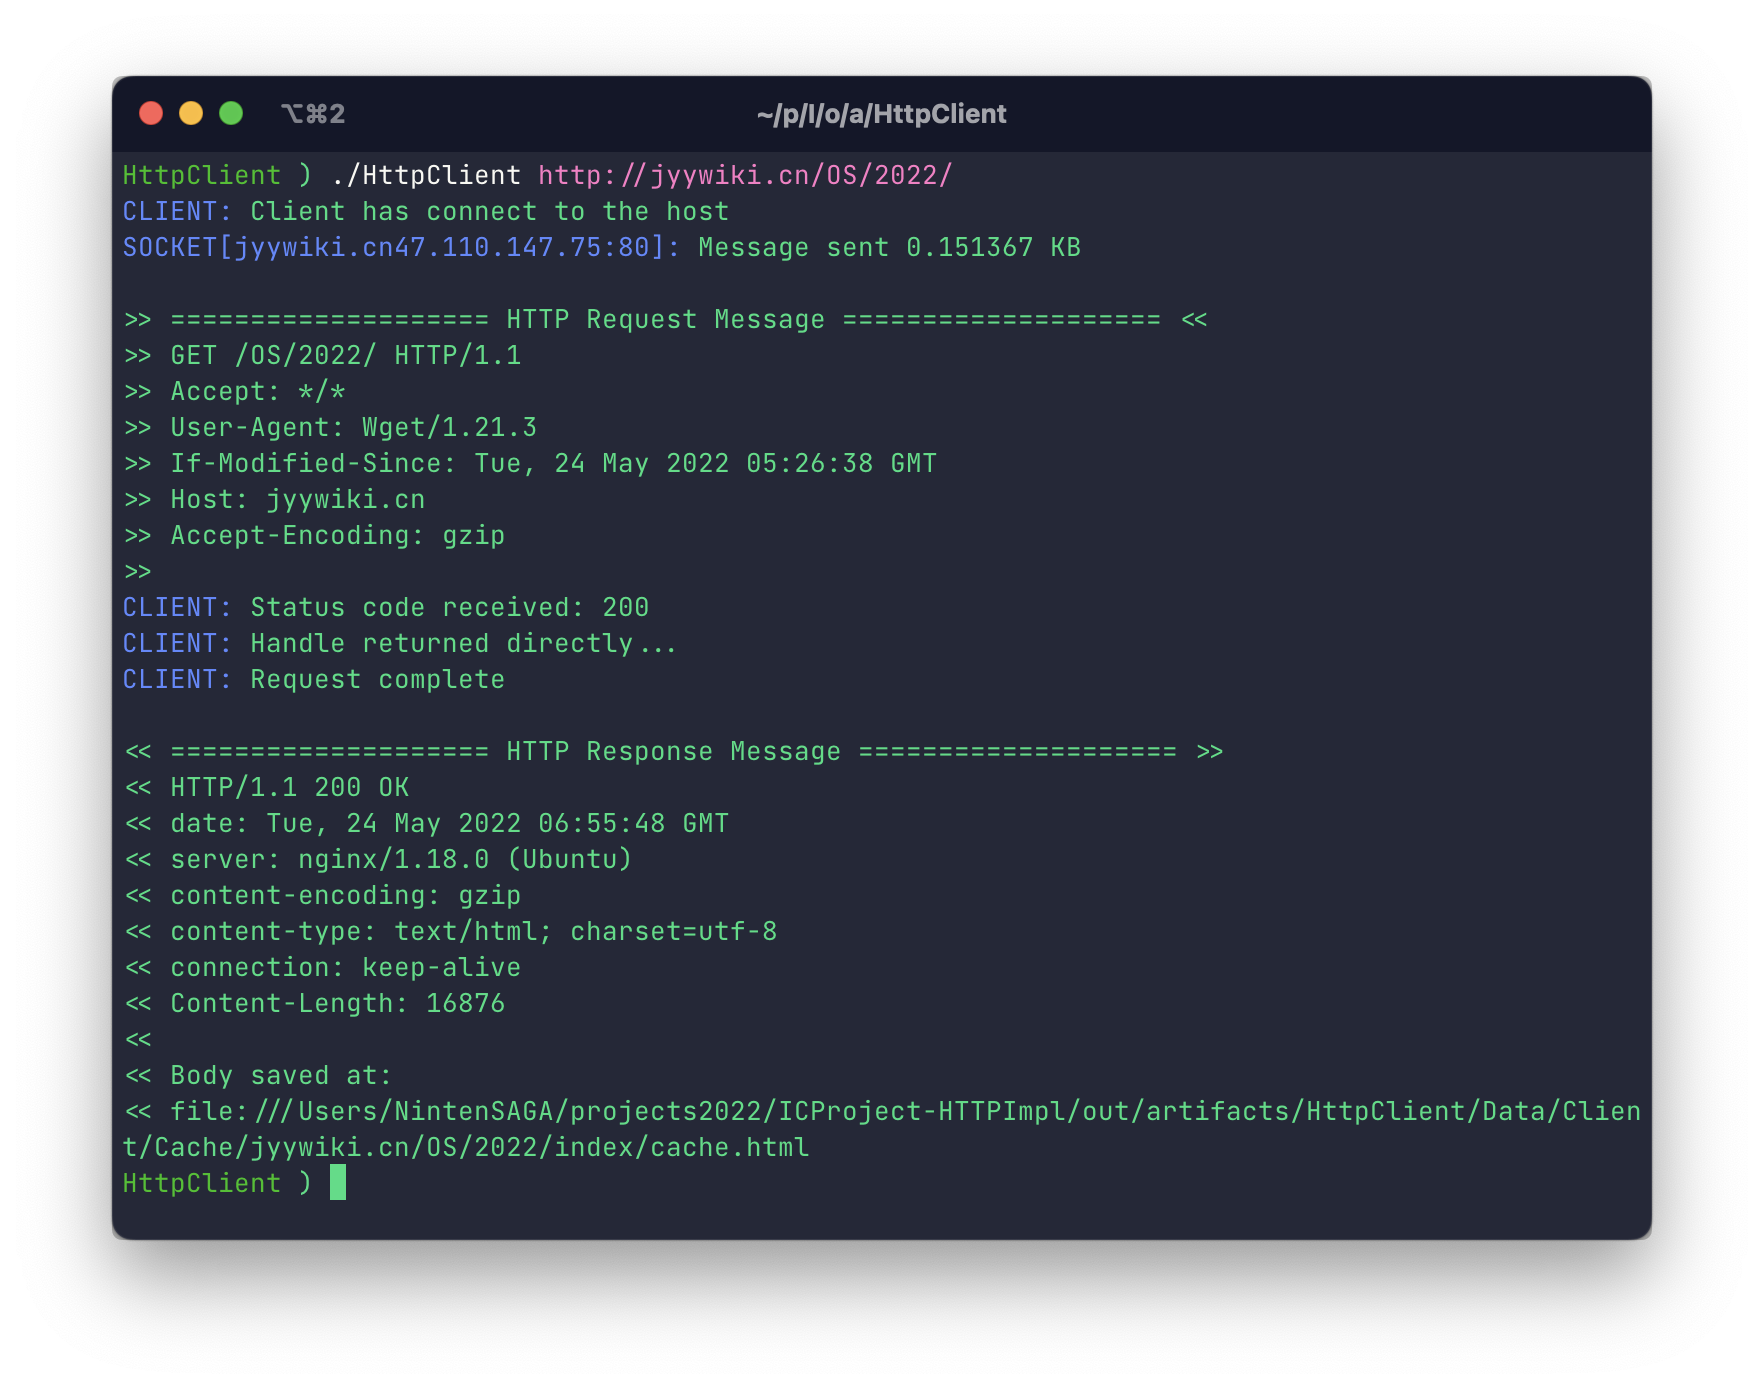 ⌥⌘2
~/p/I/o/a/HttpClient
HttpClient ) ./HttpClient http://jyywiki.cn/OS/2022/
CLIENT: Client has connect to the host
SOCKET[jyywiki.cn47.110.147.75:80]: Message sent 0.151367 KB
>> ==================== HTTP Request Message ==================== <<
>> GET /OS/2022/ HTTP/1.1
>> Accept: */*
>> User-Agent: Wget/1.21.3
>> If-Modified-Since: Tue, 24 May 2022 05:26:38 GMT
>> Host: jyywiki.cn
>> Accept-Encoding: gzip
>>
CLIENT: Status code received: 200
CLIENT: Handle returned directly...
CLIENT: Request complete
<< ==================== HTTP Response Message ==================== >>
<< HTTP/1.1 200 OK
<< date: Tue, 24 May 2022 06:55:48 GMT
<< server: nginx/1.18.0 (Ubuntu)
<< content-encoding: gzip
<< content-type: text/html; charset=utf-8
<< connection: keep-alive
<< Content-Length: 16876
<<
<< Body saved at:
<< file:///Users/NintenSAGA/projects2022/ICProject-HTTPImpl/out/artifacts/HttpClient/Data/Clien
t/Cache/jyywiki.cn/OS/2022/index/cache.html
HttpClient )